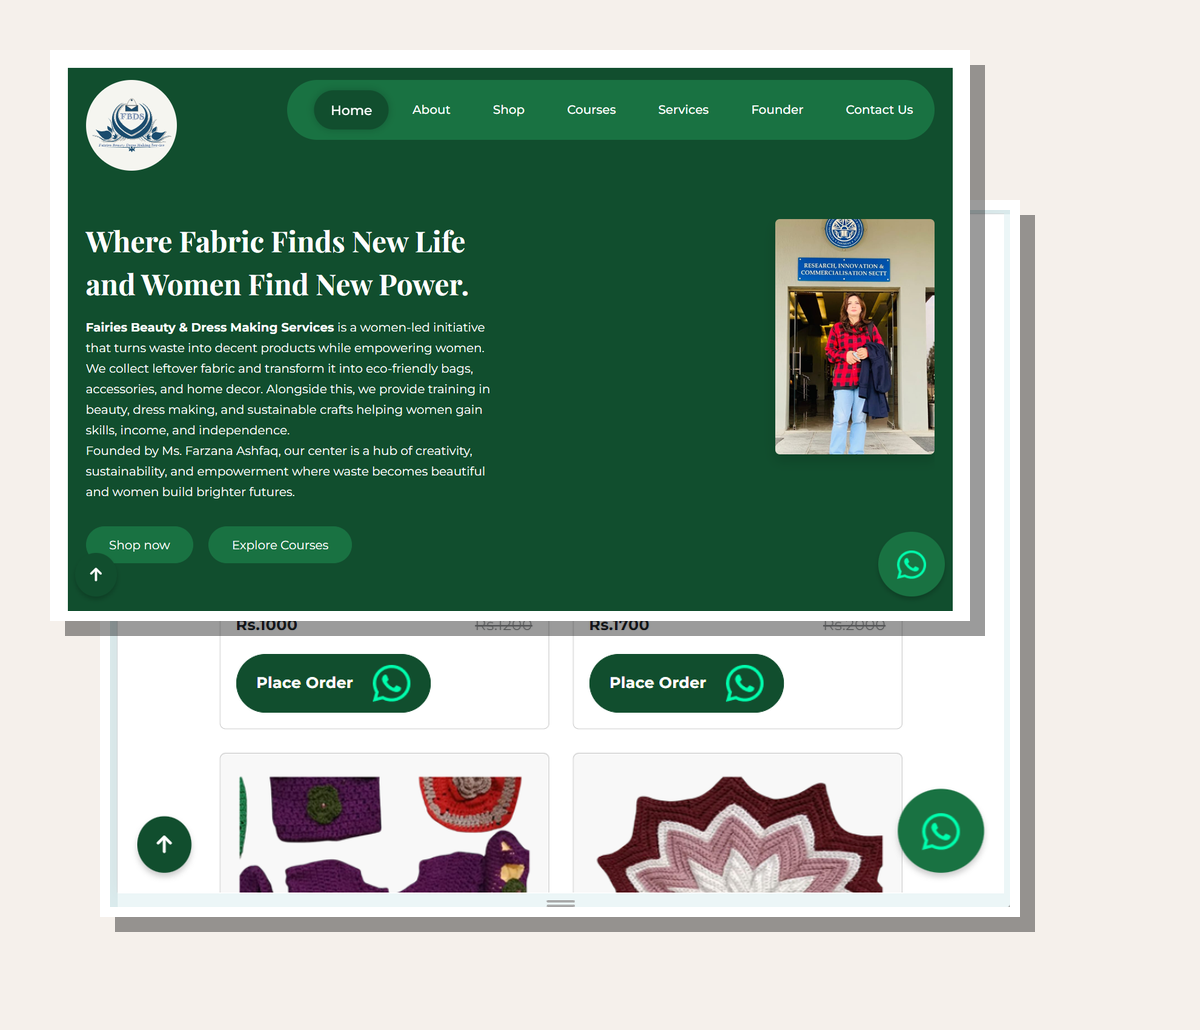 FBDS
Fairies Beauty, Dress Making Service
Home
About
Shop
Courses
Services
Founder
Contact Us
Where Fabric Finds New Life
and Women Find New Power.
Fairies Beauty & Dress Making Services is a women-led initiative
that turns waste into decent products while empowering women.
We collect leftover fabric and transform it into eco-friendly bags,
accessories, and home decor. Alongside this, we provide training in
beauty, dress making, and sustainable crafts helping women gain
skills, income, and independence.
Founded by Ms. Farzana Ashfaq, our center is a hub of creativity,
sustainability, and empowerment where waste becomes beautiful
and women build brighter futures.
RESEARCH, INNOVATION &
COMMERCIALISATION SECTT
Shop now
Explore Courses
Rs.1000
Rs.1200
Rs.1700
Rs.2000
Place Order
Place Order